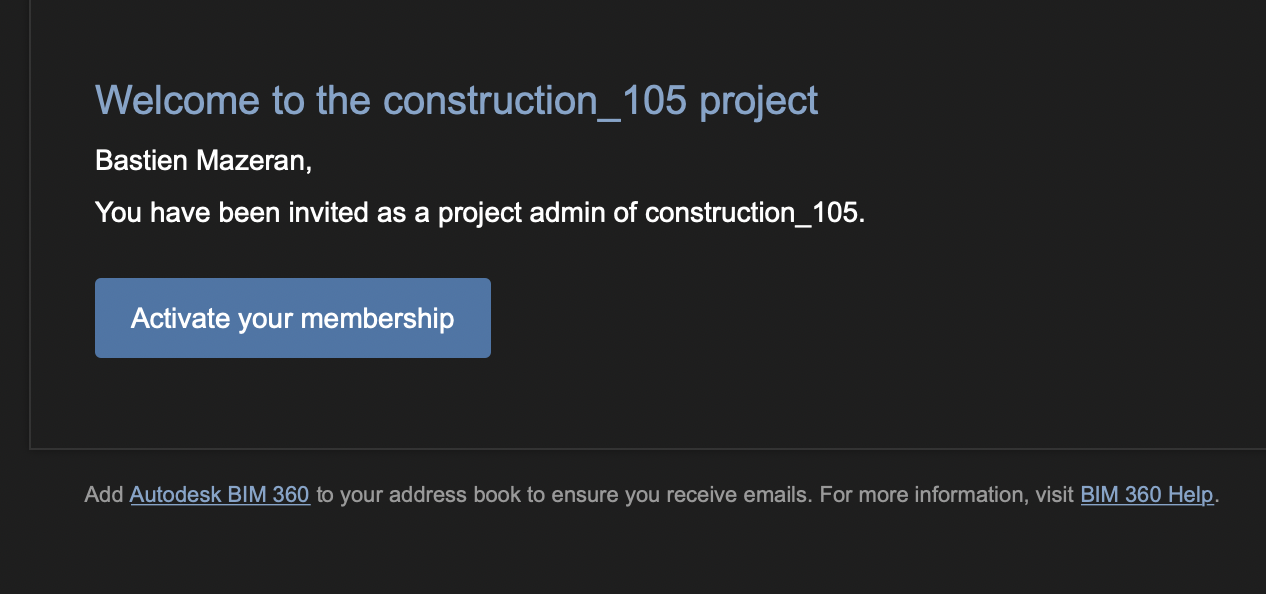 Welcome to the construction_105 project
Bastien Mazeran,
You have been invited as a project admin of construction_105.
Activate your membership
Add Autodesk BIM 360 to your address book to ensure you receive emails. For more information, visit BIM 360 Help.